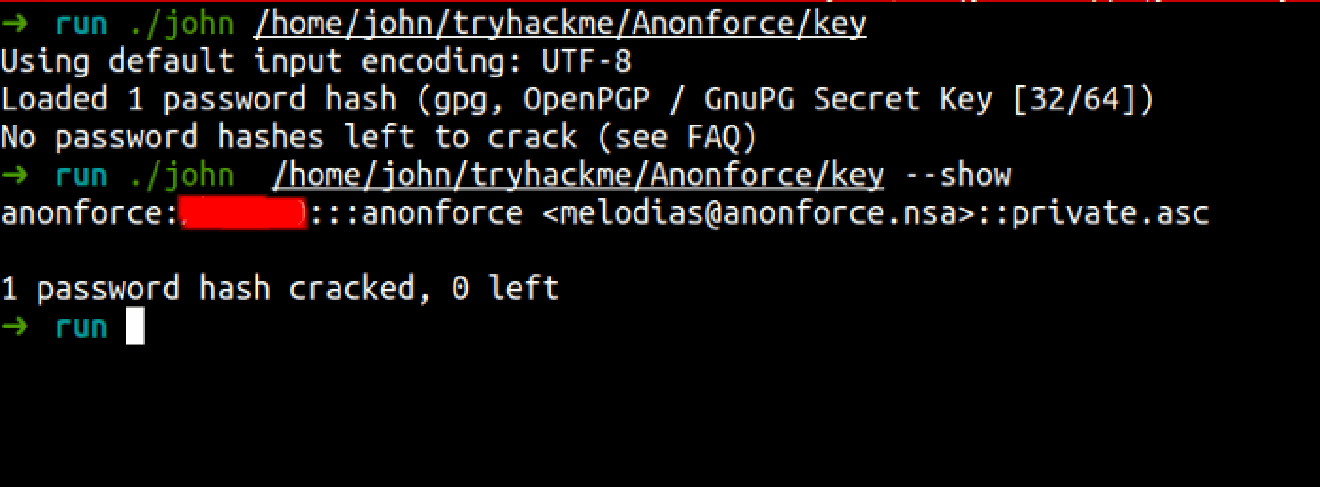 ➜ run ./john /home/john/tryhackme/Anonforce/key
Using default input encoding: UTF-8
Loaded 1 password hash (gpg, OpenPGP / GnuPG Secret Key [32/64])
No password hashes left to crack (see FAQ)
➜ run ./john  /home/john/tryhackme/Anonforce/key --show
anonforce: :::anonforce <melodias@anonforce.nsa>::private.asc
1 password hash cracked, 0 left
➜ run